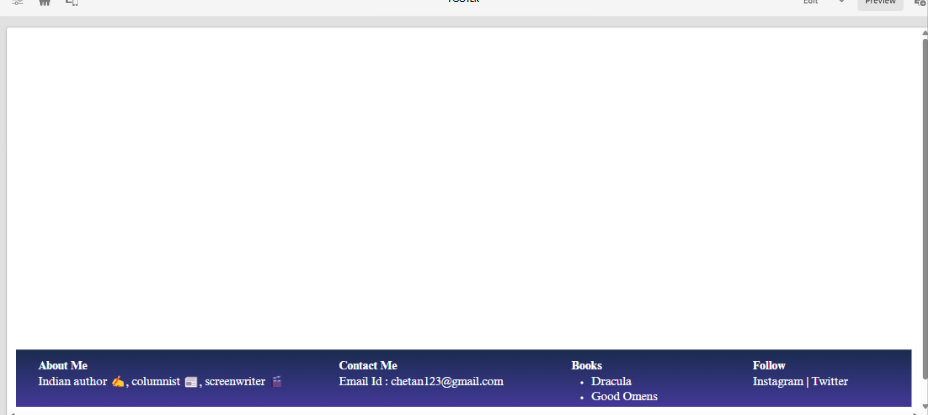 FOOTER
Edit
Preview
About Me
Indian author ✍️, columnist 📰, screenwriter 🎬
Contact Me
Email Id : chetan123@gmail.com
Books
• Dracula
• Good Omens
Follow
Instagram | Twitter